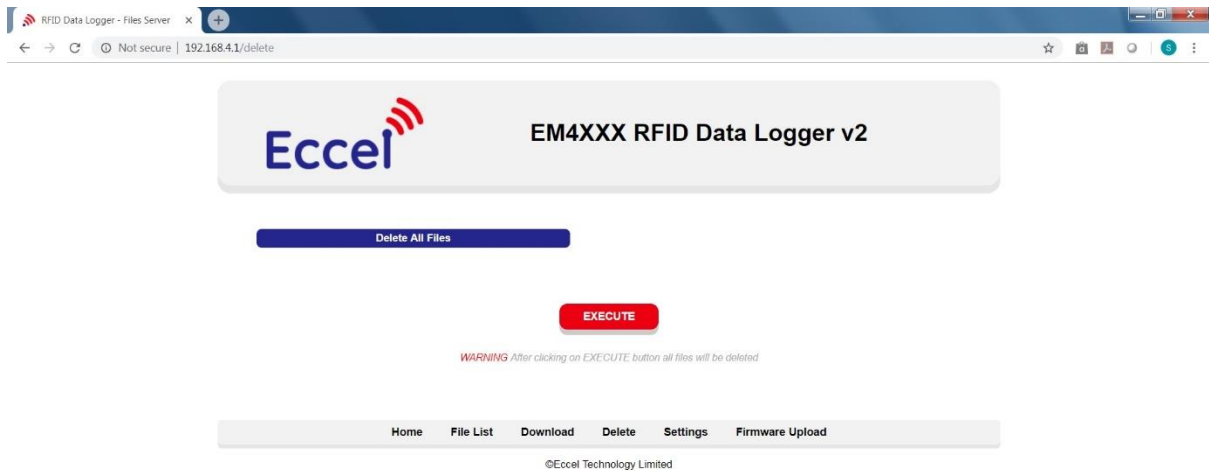 RFID Data Logger - Files Server
Not secure | 192.168.4.1/delete
S
Eccel
EM4XXX RFID Data Logger v2
Delete All Files
EXECUTE
WARNING After clicking on EXECUTE button all files will be deleted
Home File List Download Delete Settings Firmware Upload
©Eccel Technology Limited